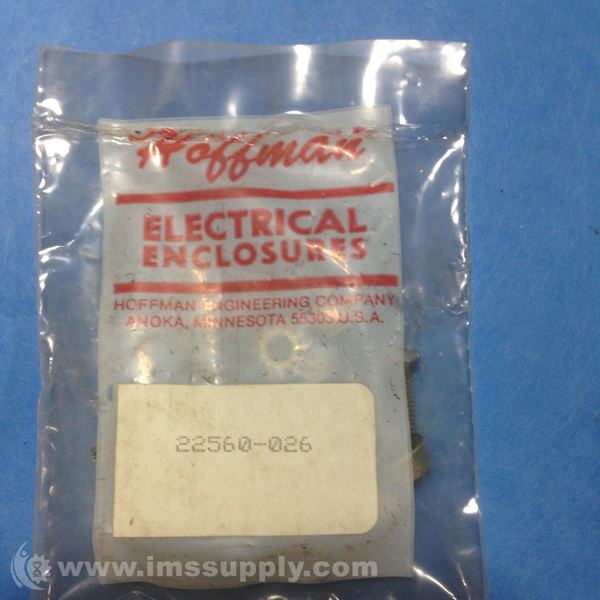 Hoffman
ELECTRICAL
ENCLOSURES
HOFFMAN ENGINEERING COMPANY
ANOKA, MINNESOTA 55303 U.S.A.
22560-026
www.imssupply.com